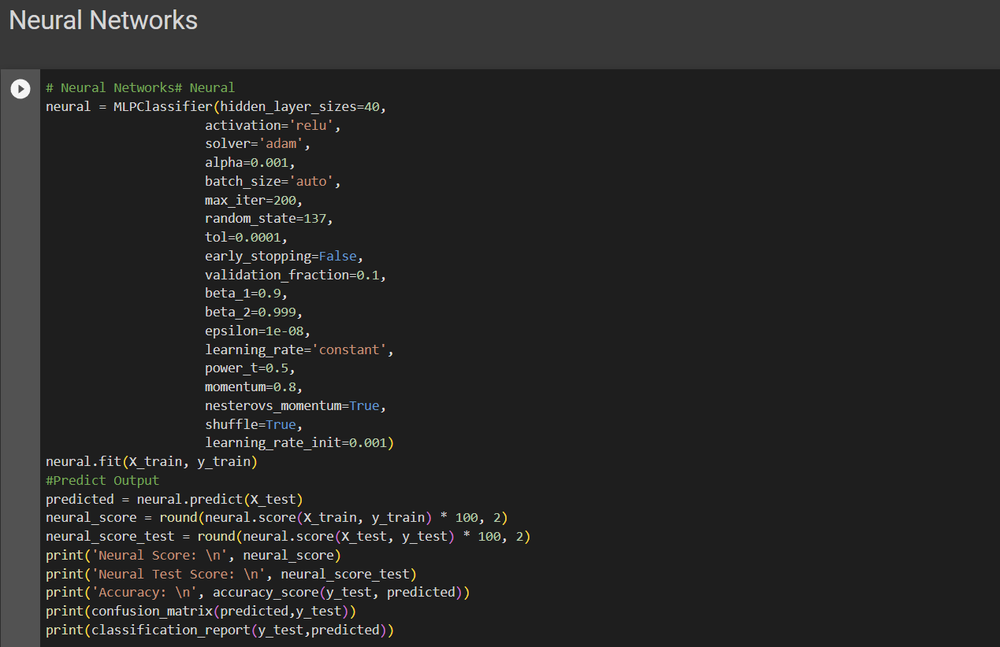 Neural Networks
# Neural Networks# Neural
neural = MLPClassifier(hidden_layer_sizes=40,
                     activation='relu',
                     solver='adam',
                     alpha=0.001,
                     batch_size='auto',
                     max_iter=200,
                     random_state=137,
                     tol=0.0001,
                     early_stopping=False,
                     validation_fraction=0.1,
                     beta_1=0.9,
                     beta_2=0.999,
                     epsilon=1e-08,
                     learning_rate='constant',
                     power_t=0.5,
                     momentum=0.8,
                     nesterovs_momentum=True,
                     shuffle=True,
                     learning_rate_init=0.001)
neural.fit(X_train, y_train)
#Predict Output
predicted = neural.predict(X_test)
neural_score = round(neural.score(X_train, y_train) * 100, 2)
neural_score_test = round(neural.score(X_test, y_test) * 100, 2)
print('Neural Score: \n', neural_score)
print('Neural Test Score: \n', neural_score_test)
print('Accuracy: \n', accuracy_score(y_test, predicted))
print(confusion_matrix(predicted,y_test))
print(classification_report(y_test,predicted))